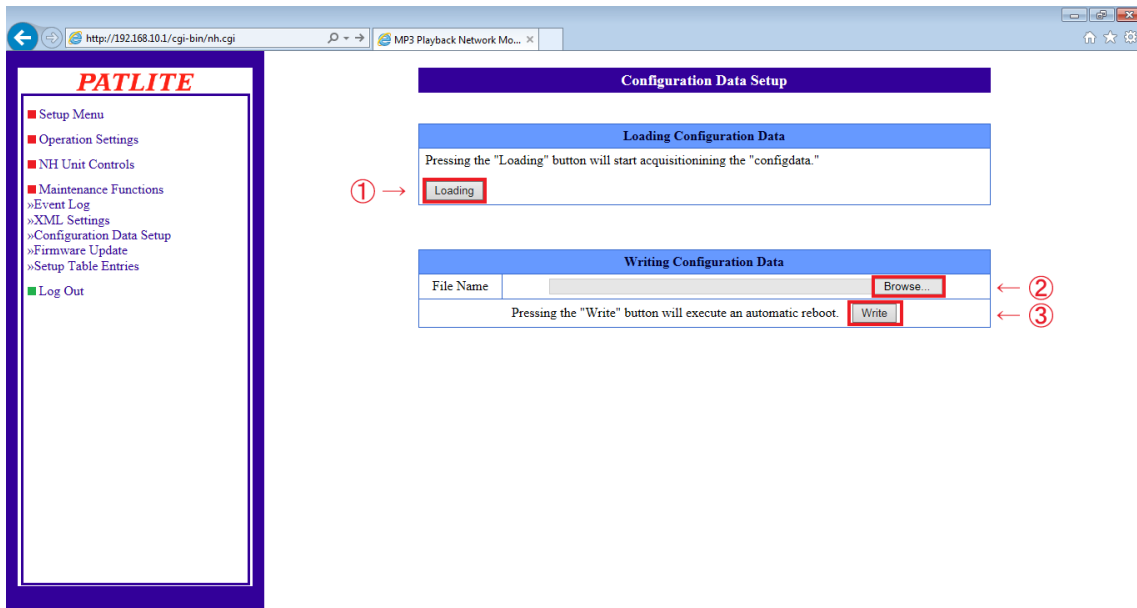 http://192.168.10.1/cgi-bin/nh.cgi
MP3 Playback Network Mo...
PATLITE
Setup Menu
Operation Settings
NH Unit Controls
Maintenance Functions
»Event Log
»XML Settings
»Configuration Data Setup
»Firmware Update
»Setup Table Entries
Log Out
Configuration Data Setup
Loading Configuration Data
Pressing the "Loading" button will start acquisitionining the "configdata."
① → Loading
Writing Configuration Data
File Name Browse... ← ②
Pressing the "Write" button will execute an automatic reboot. Write ← ③